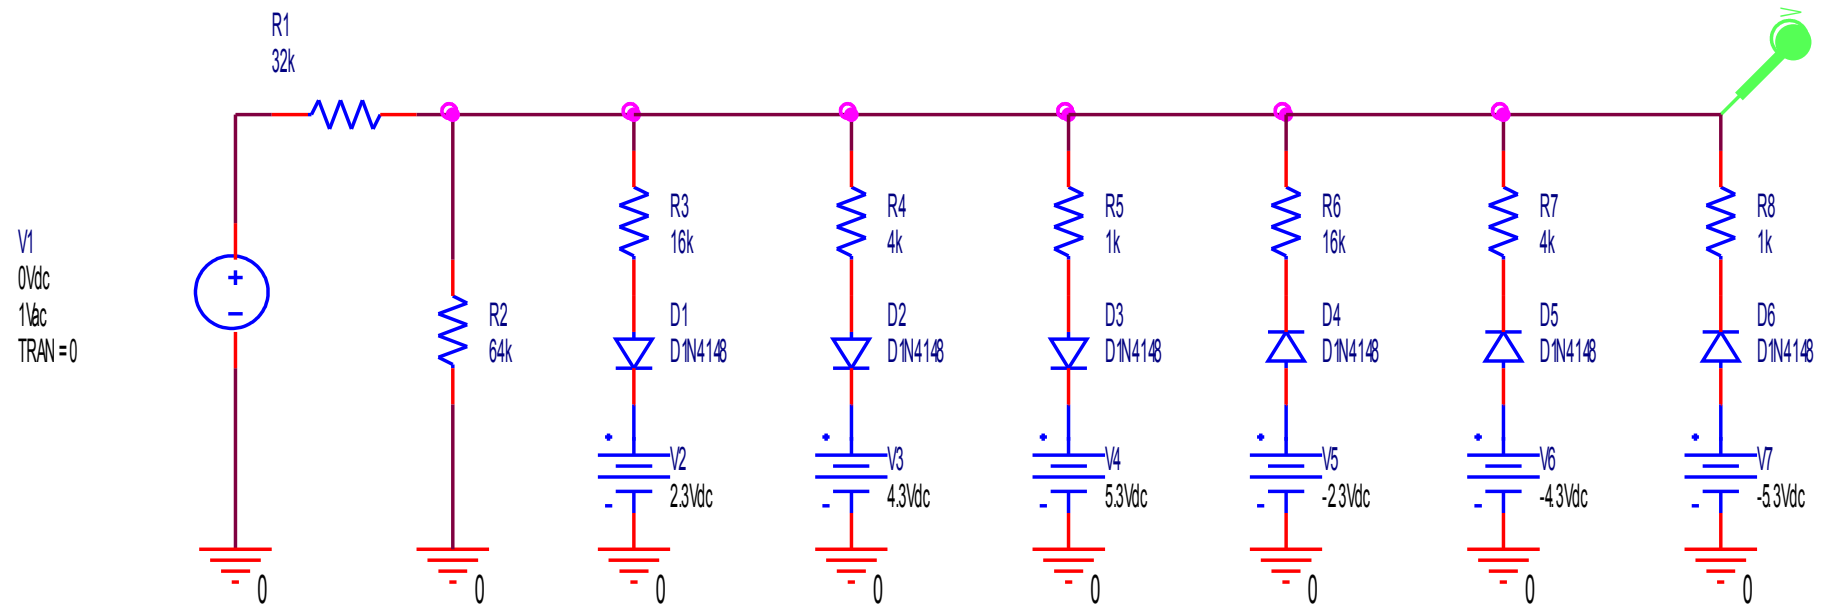 R1
32k
V
V1
0Vdc
1Vac
TRAN = 0
R2
64k
R3
16k
R4
4k
R5
1k
R6
16k
R7
4k
R8
1k
D1
D1N4148
D2
D1N4148
D3
D1N4148
D4
D1N4148
D5
D1N4148
D6
D1N4148
V2
2.3Vdc
V3
4.3Vdc
V4
5.3Vdc
V5
-2.3Vdc
V6
-4.3Vdc
V7
-5.3Vdc
0
0
0
0
0
0
0
0